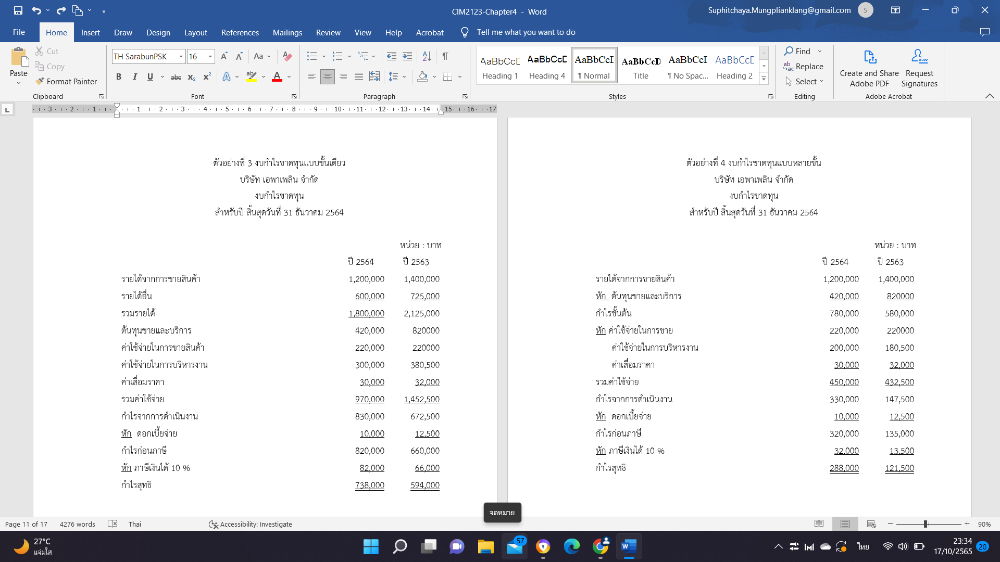 CIM2123-Chapter4 - Word
Suphitchaya.Mungplianklang@gmail.com
S
File Home Insert Draw Design Layout References Mailings Review View Help Acrobat Tell me what you want to do
Paste
Cut
Copy
Format Painter
Clipboard
TH SarabunPSK 16
Font
Paragraph
AaBbCcD Heading 1
AaBbCcD Heading 4
AaBbCcI ¶ Normal
AaBbCcD Title
AaBbCcI ¶ No Spac...
AaBbCcD Heading 2
Styles
Find
Replace
Select
Editing
Create and Share Adobe PDF
Request Signatures
Adobe Acrobat
3 2 1 1 2 3 4 5 6 7 8 9 10 11 12 13 14 15 16 17
ตัวอย่างที่ 3 งบกำไรขาดทุนแบบขั้นเดียว
บริษัท เอพาเพลิน จำกัด
งบกำไรขาดทุน
สำหรับปี สิ้นสุดวันที่ 31 ธันวาคม 2564
หน่วย : บาท
ปี 2564 ปี 2563
รายได้จากการขายสินค้า 1,200,000 1,400,000
รายได้อื่น 600,000 725,000
รวมรายได้ 1,800,000 2,125,000
ต้นทุนขายและบริการ 420,000 820000
ค่าใช้จ่ายในการขายสินค้า 220,000 220000
ค่าใช้จ่ายในการบริหารงาน 300,000 380,500
ค่าเสื่อมราคา 30,000 32,000
รวมค่าใช้จ่าย 970,000 1,452,500
กำไรจากการดำเนินงาน 830,000 672,500
หัก ดอกเบี้ยจ่าย 10,000 12,500
กำไรก่อนภาษี 820,000 660,000
หัก ภาษีเงินได้ 10 % 82,000 66,000
กำไรสุทธิ 738,000 594,000
ตัวอย่างที่ 4 งบกำไรขาดทุนแบบหลายขั้น
บริษัท เอพาเพลิน จำกัด
งบกำไรขาดทุน
สำหรับปี สิ้นสุดวันที่ 31 ธันวาคม 2564
หน่วย : บาท
ปี 2564 ปี 2563
รายได้จากการขายสินค้า 1,200,000 1,400,000
หัก ต้นทุนขายและบริการ 420,000 820000
กำไรขั้นต้น 780,000 580,000
หัก ค่าใช้จ่ายในการขาย 220,000 220000
ค่าใช้จ่ายในการบริหารงาน 200,000 180,500
ค่าเสื่อมราคา 30,000 32,000
รวมค่าใช้จ่าย 450,000 432,500
กำไรจากการดำเนินงาน 330,000 147,500
หัก ดอกเบี้ยจ่าย 10,000 12,500
กำไรก่อนภาษี 320,000 135,000
หัก ภาษีเงินได้ 10 % 32,000 13,500
กำไรสุทธิ 288,000 121,500
จดหมาย
Page 11 of 17 4276 words Thai Accessibility: Investigate 90%
27°C
แจ่มใส
57
ไทย
23:34
17/10/2565
20